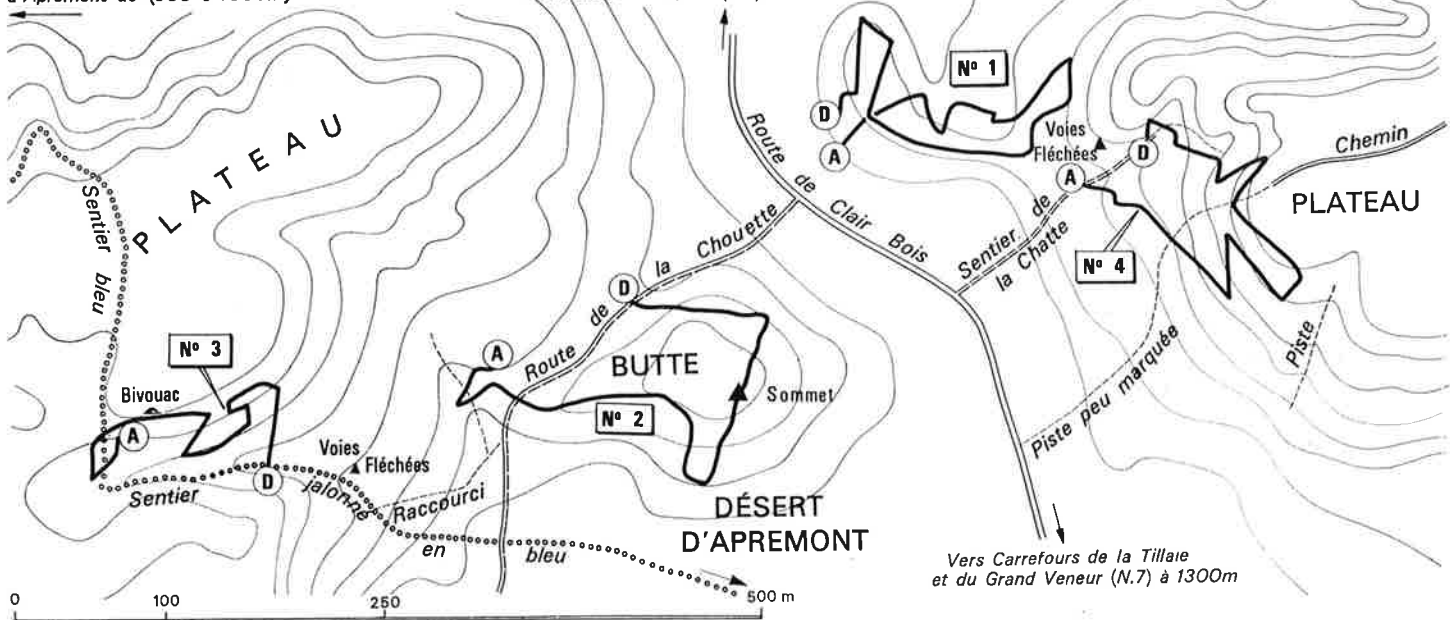 N° 1
D
A
Voies
Fléchées
D
A
Chemin
PLATEAU
Route
de
Clair
Bois
Sentier de
la Chatte
N° 4
Piste
Piste peu marquée
PLATEAU
Sentier
bleu
Route
de
la
Chouette
D
A
BUTTE
Sommet
N° 2
N° 3
Bivouac
A
D
Voies
Fléchées
Sentier
jalonné
en
bleu
Raccourci
DÉSERT
D'APREMONT
Vers Carrefours de la Tillaie
et du Grand Veneur (N.7) à 1300m
0 100 250 500 m